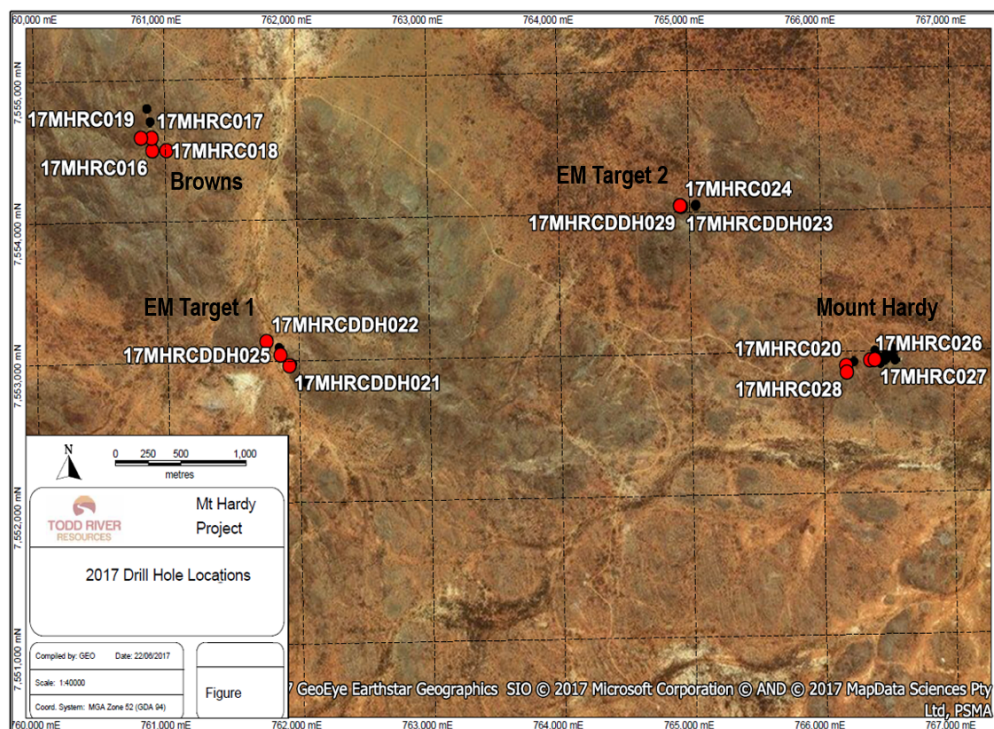 60,000 mE 761,000 mE 762,000 mE 763,000 mE 764,000 mE 765,000 mE 766,000 mE 767,000 mE
7,555,000 mN
17MHRC019 17MHRC017
17MHRC018
17MHRC016
Browns
EM Target 2
17MHRC024
17MHRCDDH029 17MHRCDDH023
7,554,000 mN
EM Target 1
Mount Hardy
17MHRCDDH022
17MHRCDDH025
17MHRCDDH021
17MHRC020 17MHRC026
17MHRC028 17MHRC027
7,553,000 mN
N
0 250 500 1,000
metres
TODD RIVER
RESOURCES
Mt Hardy
Project
7,552,000 mN
2017 Drill Hole Locations
Compiled by: GEO Date: 22/06/2017
Scale: 1:40000
Coord. System: MGA Zone 52 (GDA 94)
Figure
7,551,000 mN
7 GeoEye Earthstar Geographics SIO © 2017 Microsoft Corporation © AND © 2017 MapData Sciences Pty
Ltd, PSMA
760,000 mE 761,000 mE 762,000 mE 763,000 mE 764,000 mE 765,000 mE 766,000 mE 767,000 mE